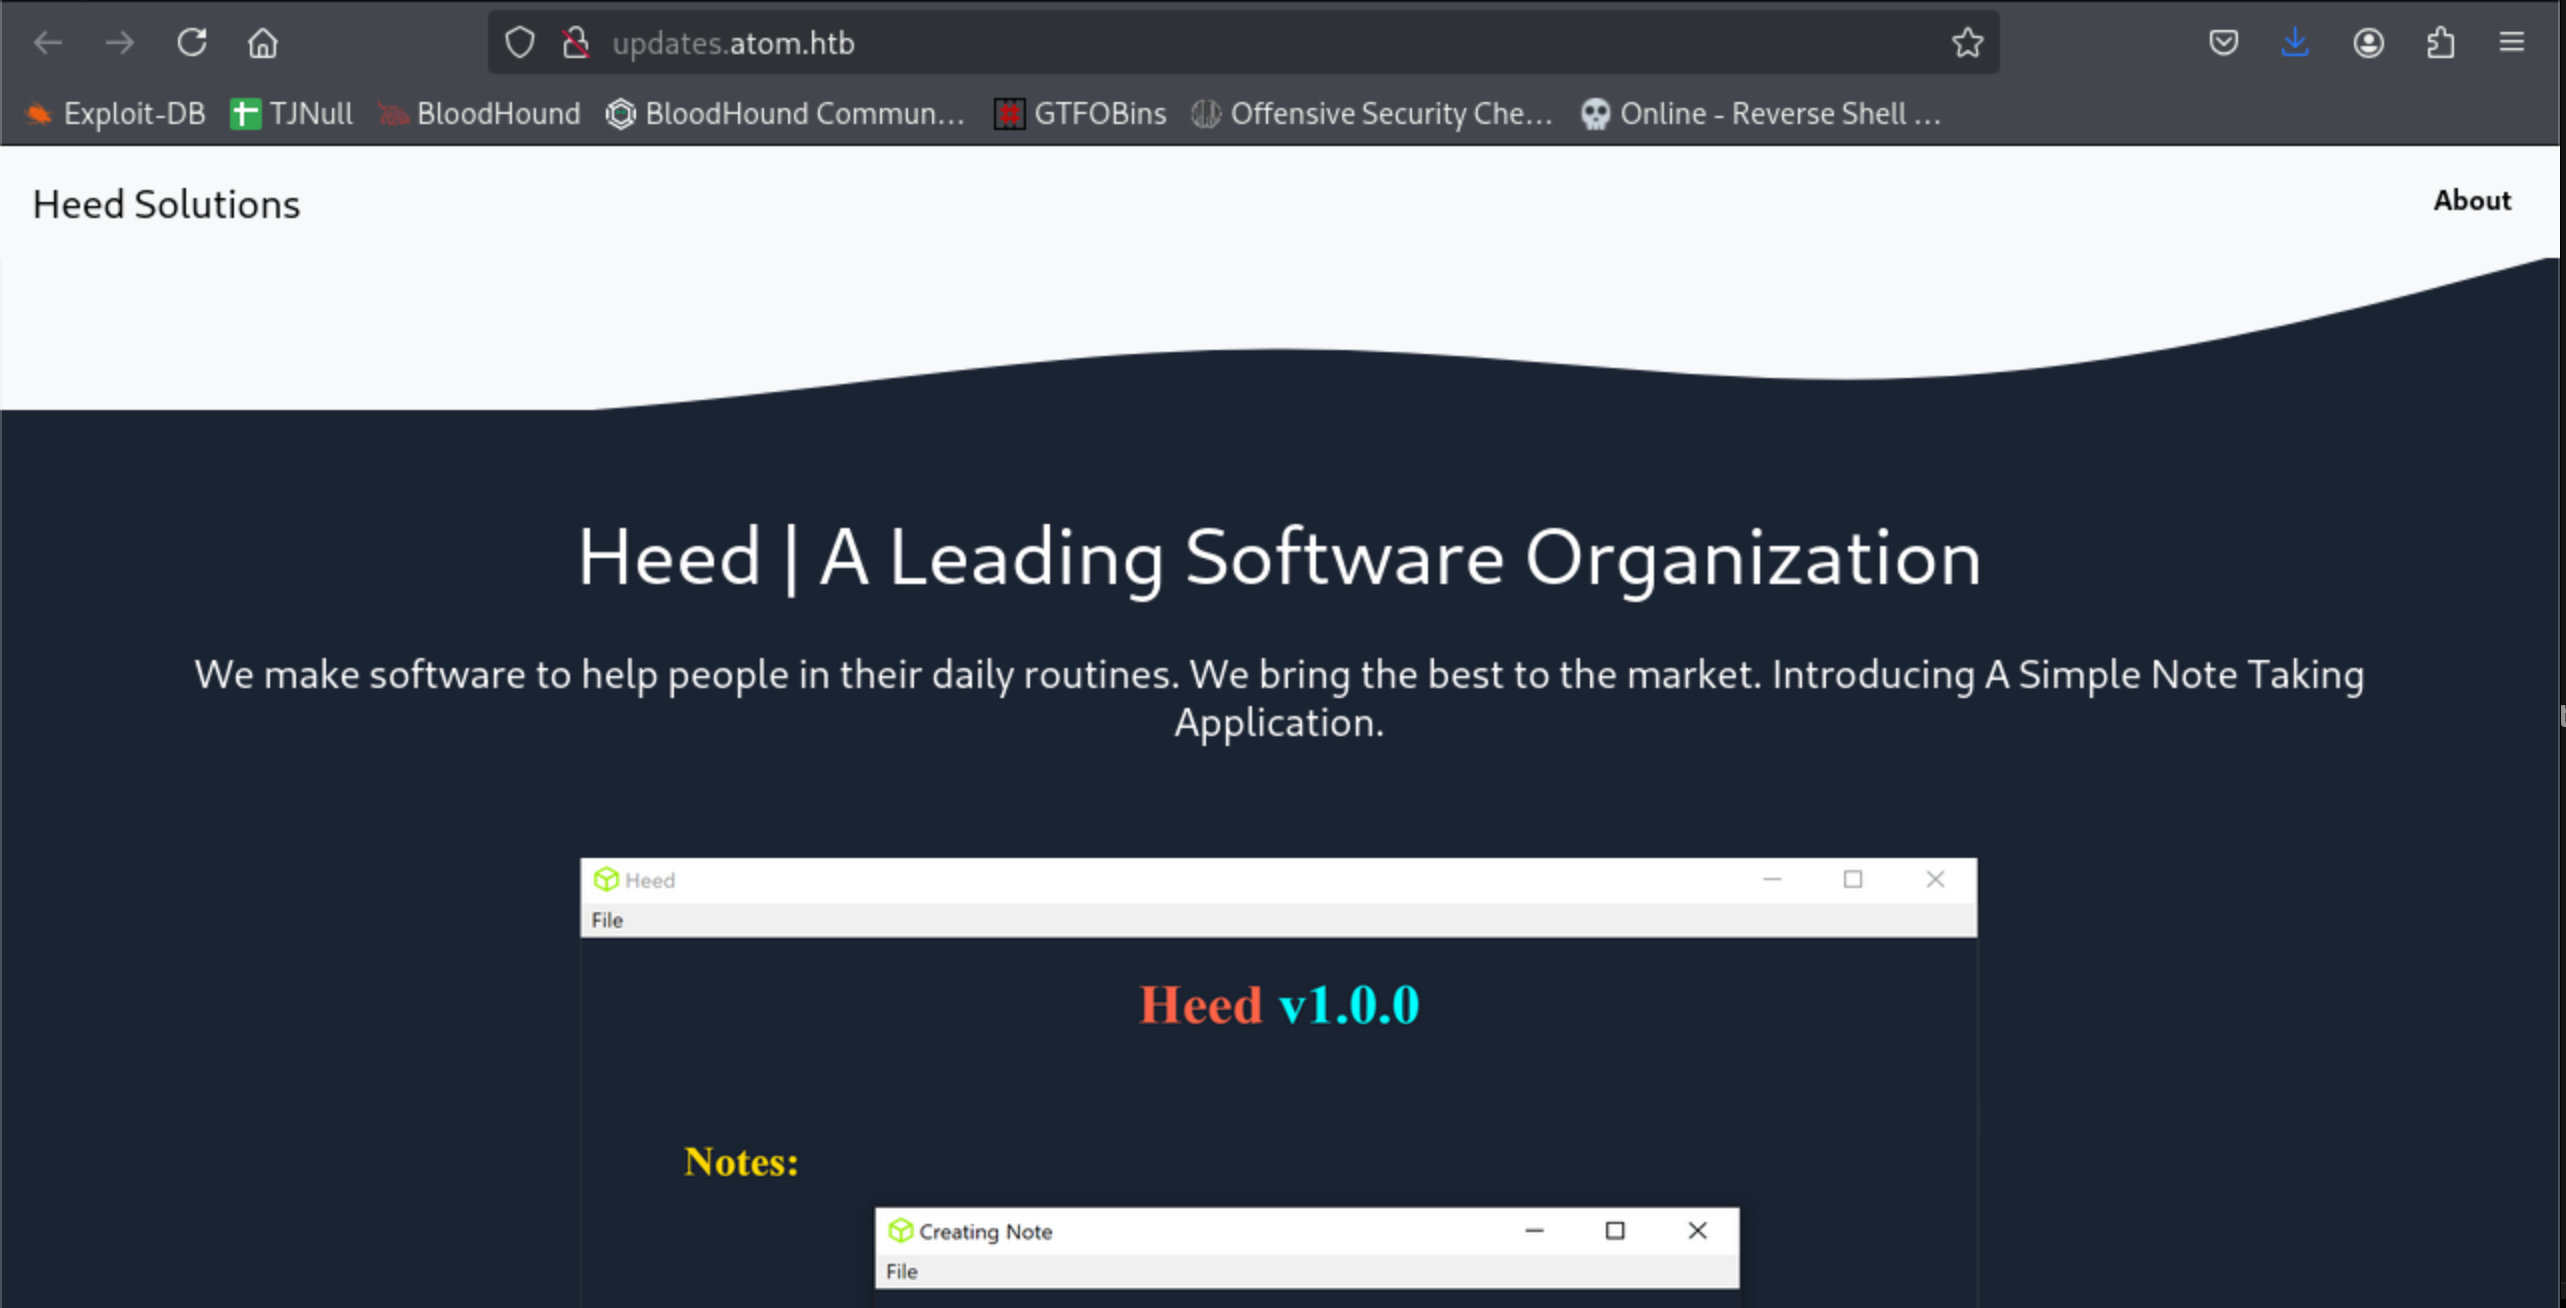 updates.atom.htb
Exploit-DB TJNull BloodHound BloodHound Commun... GTFOBins Offensive Security Che... Online - Reverse Shell ...
Heed Solutions
About
Heed | A Leading Software Organization
We make software to help people in their daily routines. We bring the best to the market. Introducing A Simple Note Taking
Application.
Heed
File
Heed v1.0.0
Notes:
Creating Note
File